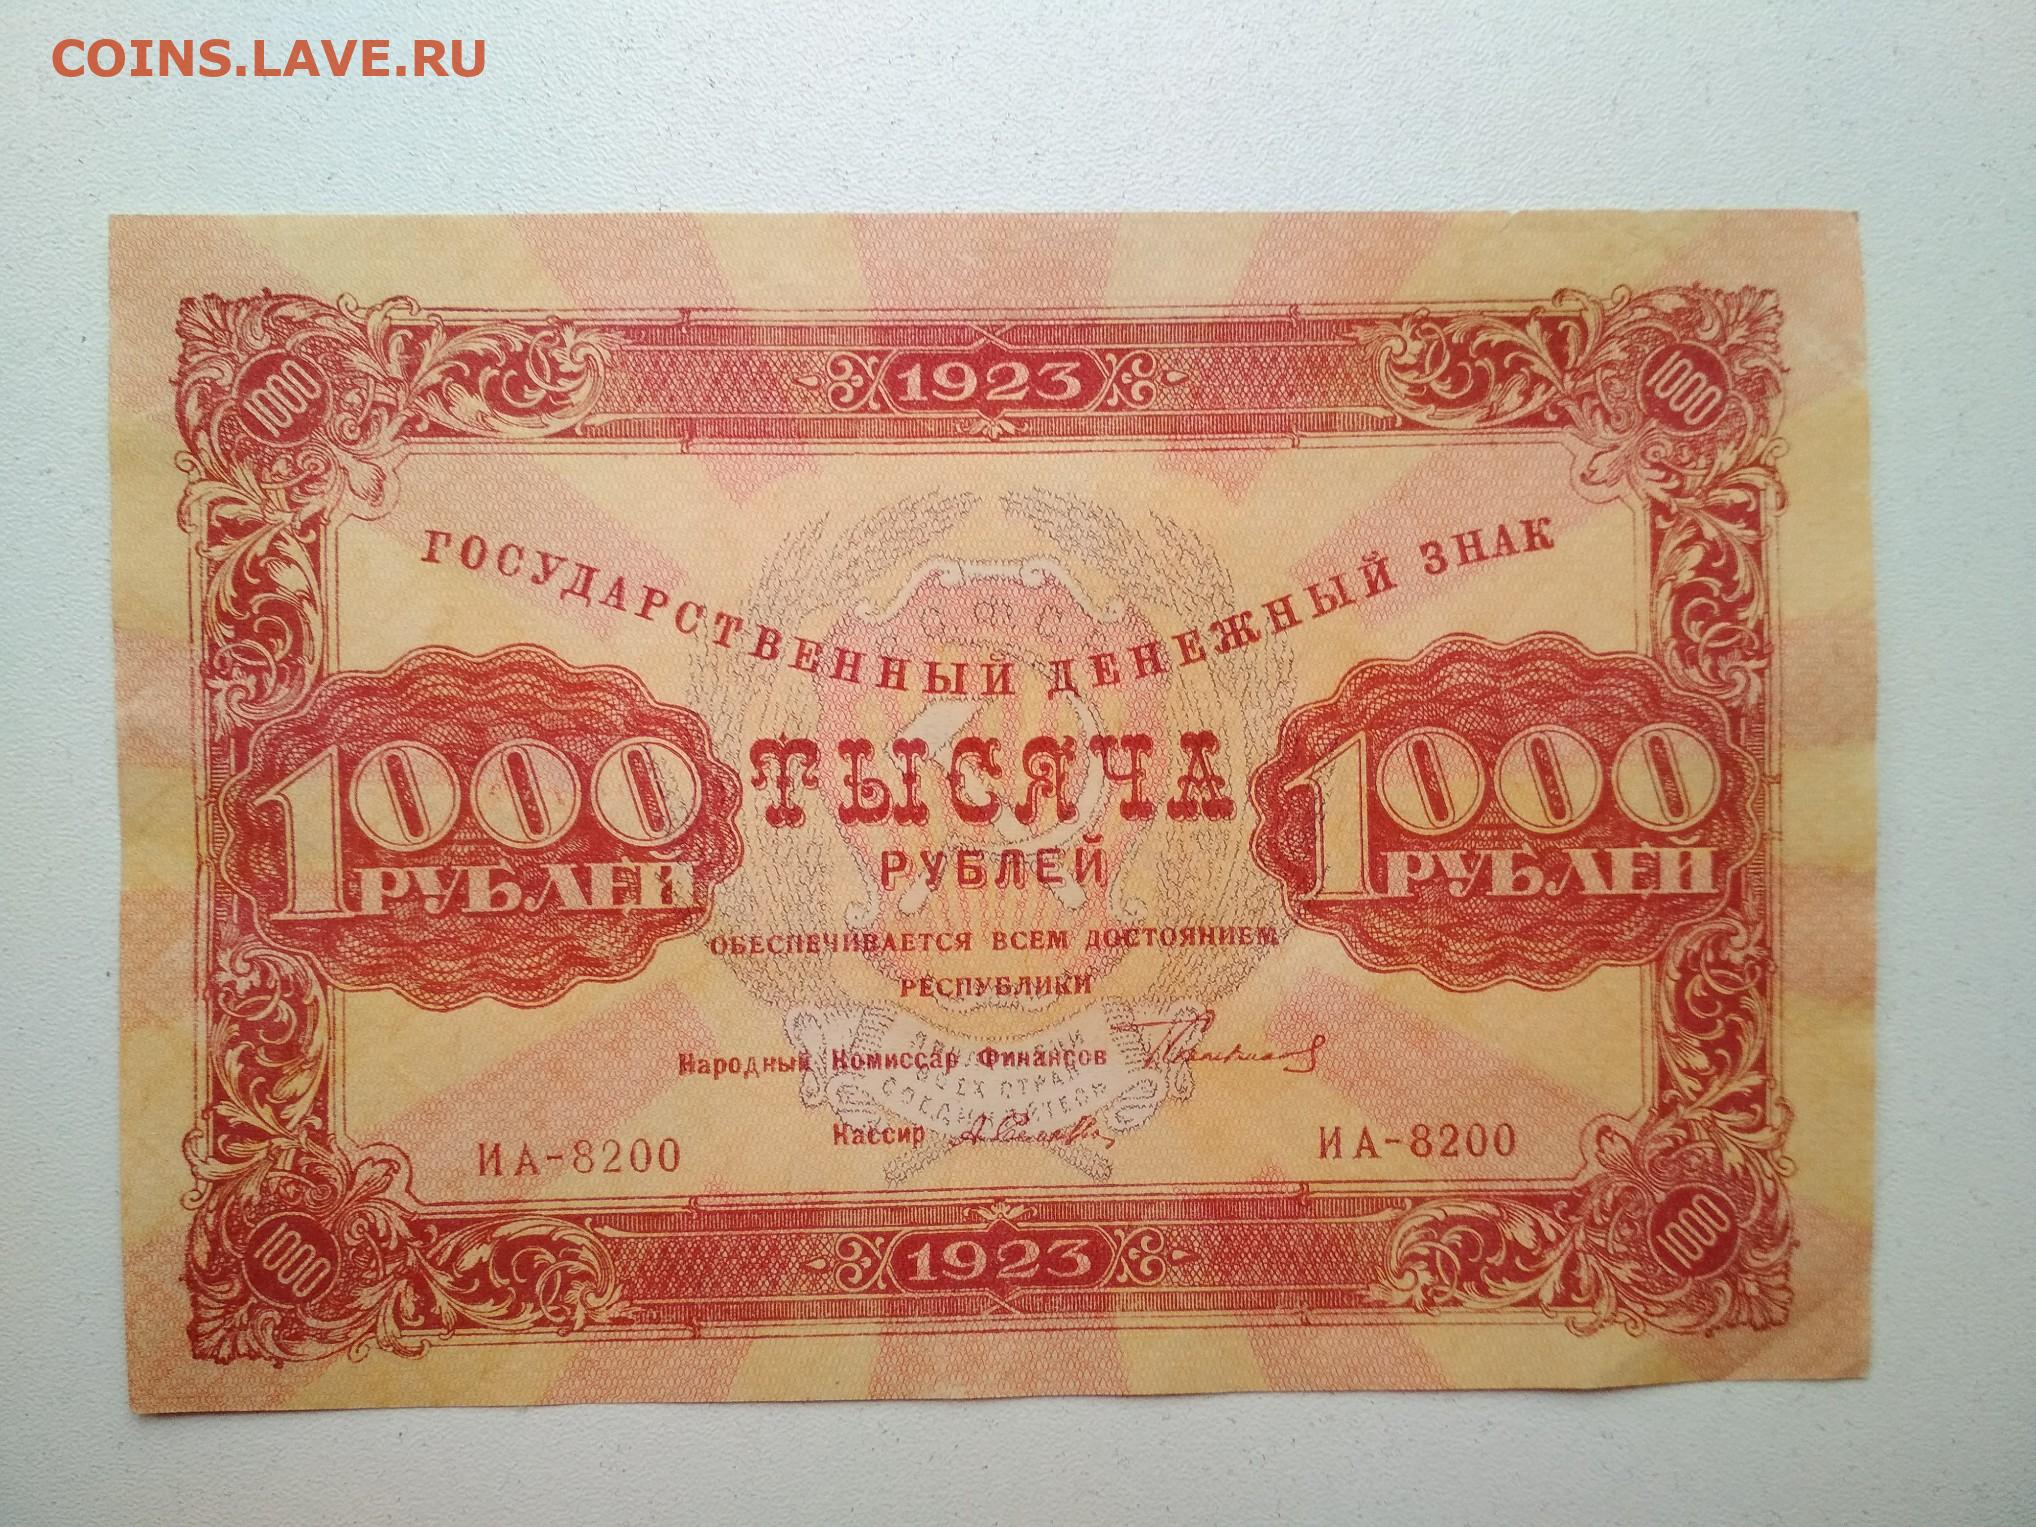 COINS.LAVE.RU
1000 1923 1000
ГОСУДАРСТВЕННЫЙ ДЕНЕЖНЫЙ ЗНАК
1000 РУБЛЕЙ
ТЫСЯЧА
РУБЛЕЙ
1000 РУБЛЕЙ
ОБЕСПЕЧИВАЕТСЯ ВСЕМ ДОСТОЯНИЕМ
РЕСПУБЛИКИ
Народный Комиссар Финансов
Кассир
ИА-8200 ИА-8200
1000 1923 1000